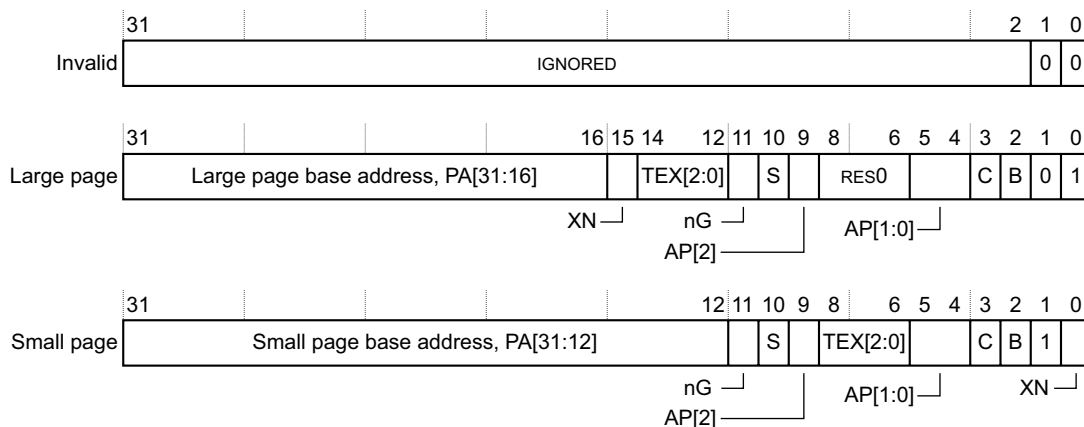 31 2 1 0
Invalid IGNORED 0 0
31 16 15 14 12 11 10 9 8 6 5 4 3 2 1 0
Large page Large page base address, PA[31:16] TEX[2:0] S RES0 C B 0 1
XN nG AP[1:0]
AP[2]
31 12 11 10 9 8 6 5 4 3 2 1 0
Small page Small page base address, PA[31:12] S TEX[2:0] C B 1
nG AP[1:0] XN
AP[2]